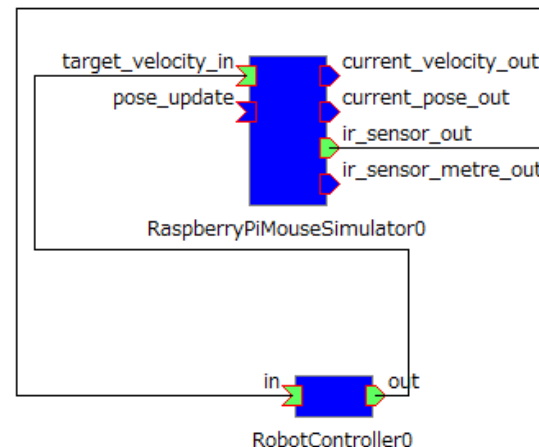 target_velocity_in
current_velocity_out
pose_update
current_pose_out
ir_sensor_out
ir_sensor_metre_out
RaspberryPiMouseSimulator0
in
out
RobotController0